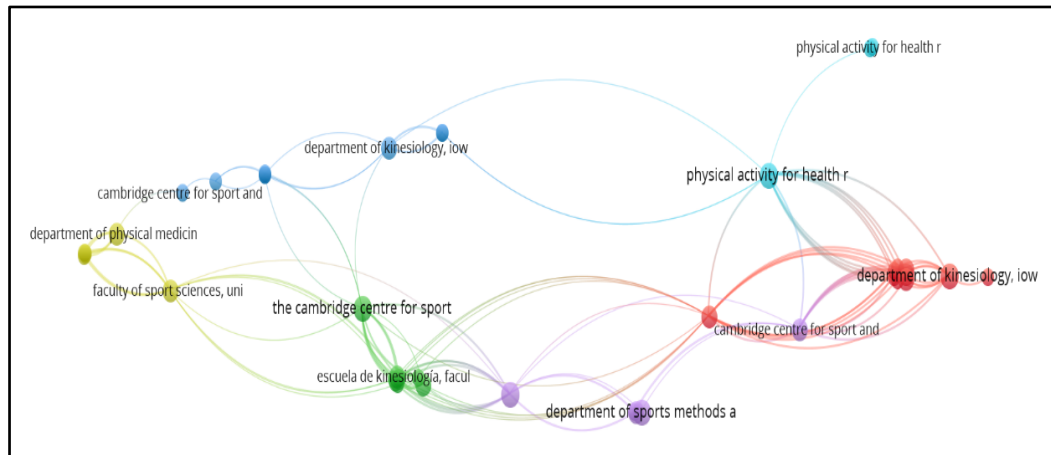 physical activity for health r
department of kinesiology, iow
physical activity for health r
cambridge centre for sport and
department of physical medicin
department of kinesiology, iow
faculty of sport sciences, uni
the cambridge centre for sport
cambridge centre for sport and
escuela de kinesiología, facul
department of sports methods a